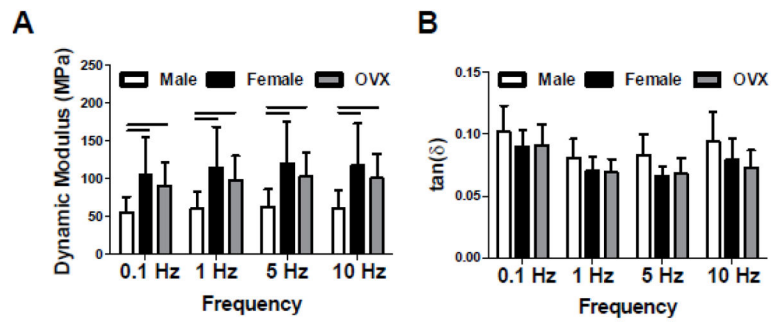 A
Dynamic Modulus (MPa)
250
200
150
100
50
0
Male Female OVX
0.1 Hz 1 Hz 5 Hz 10 Hz
Frequency
B
tan(δ)
0.15
0.10
0.05
0.00
Male Female OVX
0.1 Hz 1 Hz 5 Hz 10 Hz
Frequency